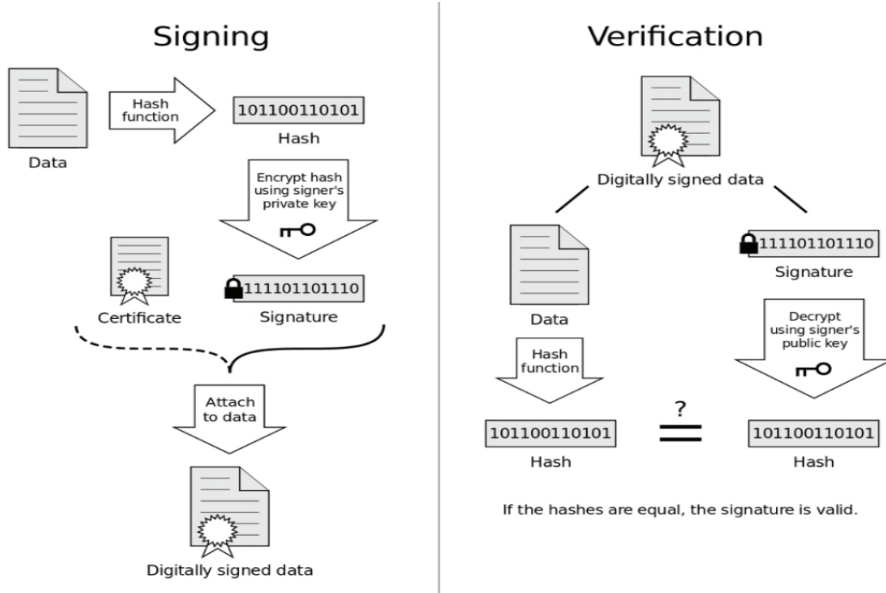 Signing
Hash
function
101100110101
Hash
Data
Encrypt hash
using signer's
private key
111101101110
Certificate
Signature
Attach
to data
Digitally signed data
Verification
Digitally signed data
111101101110
Signature
Data
Hash
function
Decrypt
using signer's
public key
?
101100110101
101100110101
Hash
Hash
If the hashes are equal, the signature is valid.